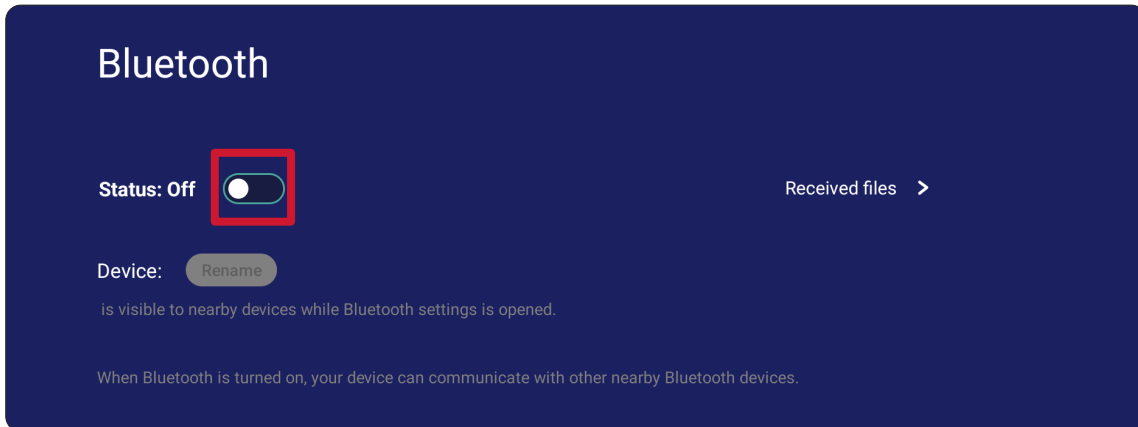 Bluetooth
Status: Off
Received files
Device:
Rename
is visible to nearby devices while Bluetooth settings is opened.
When Bluetooth is turned on, your device can communicate with other nearby Bluetooth devices.